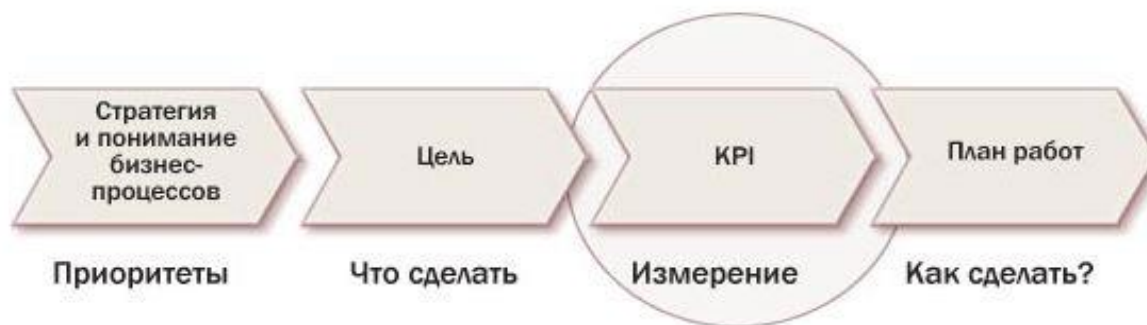 Стратегия
и понимание
бизнес-
процессов
Цель
KPI
План работ
Приоритеты
Что сделать
Измерение
Как сделать?